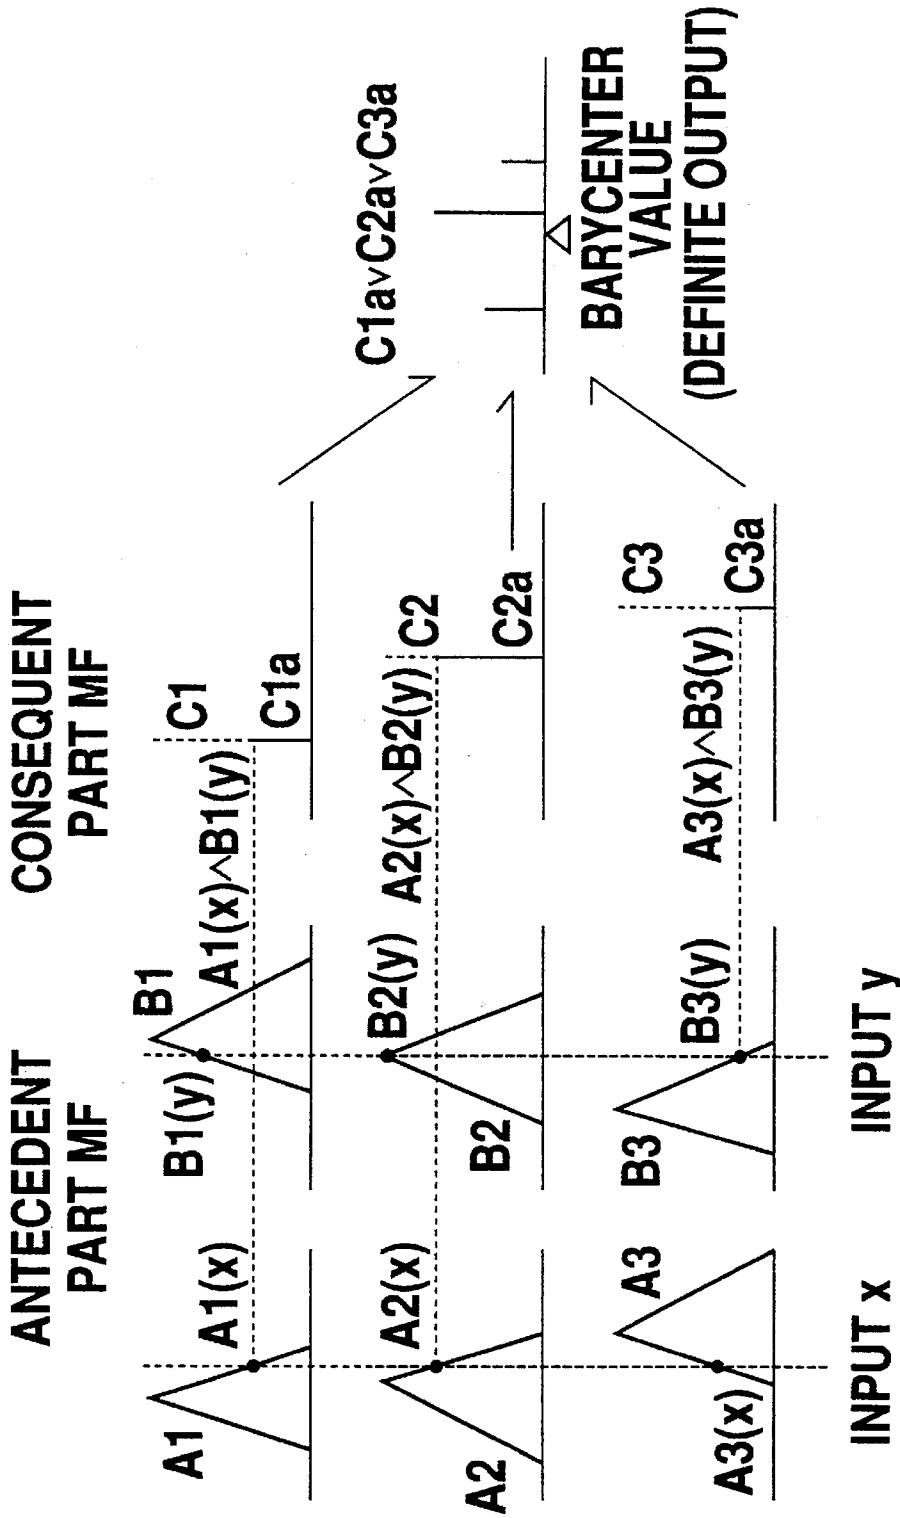 ANTECEDENT
PART MF
CONSEQUENT
PART MF
A1
A1(x)
B1(y)
B1
A1(x)^B1(y)
C1
C1a
A2
A2(x)
B2
B2(y)
A2(x)^B2(y)
C2
C2a
A3(x)
A3
B3
B3(y)
A3(x)^B3(y)
C3
C3a
C1a∨C2a∨C3a
BARYCENTER
VALUE
(DEFINITE OUTPUT)
INPUT x
INPUT y